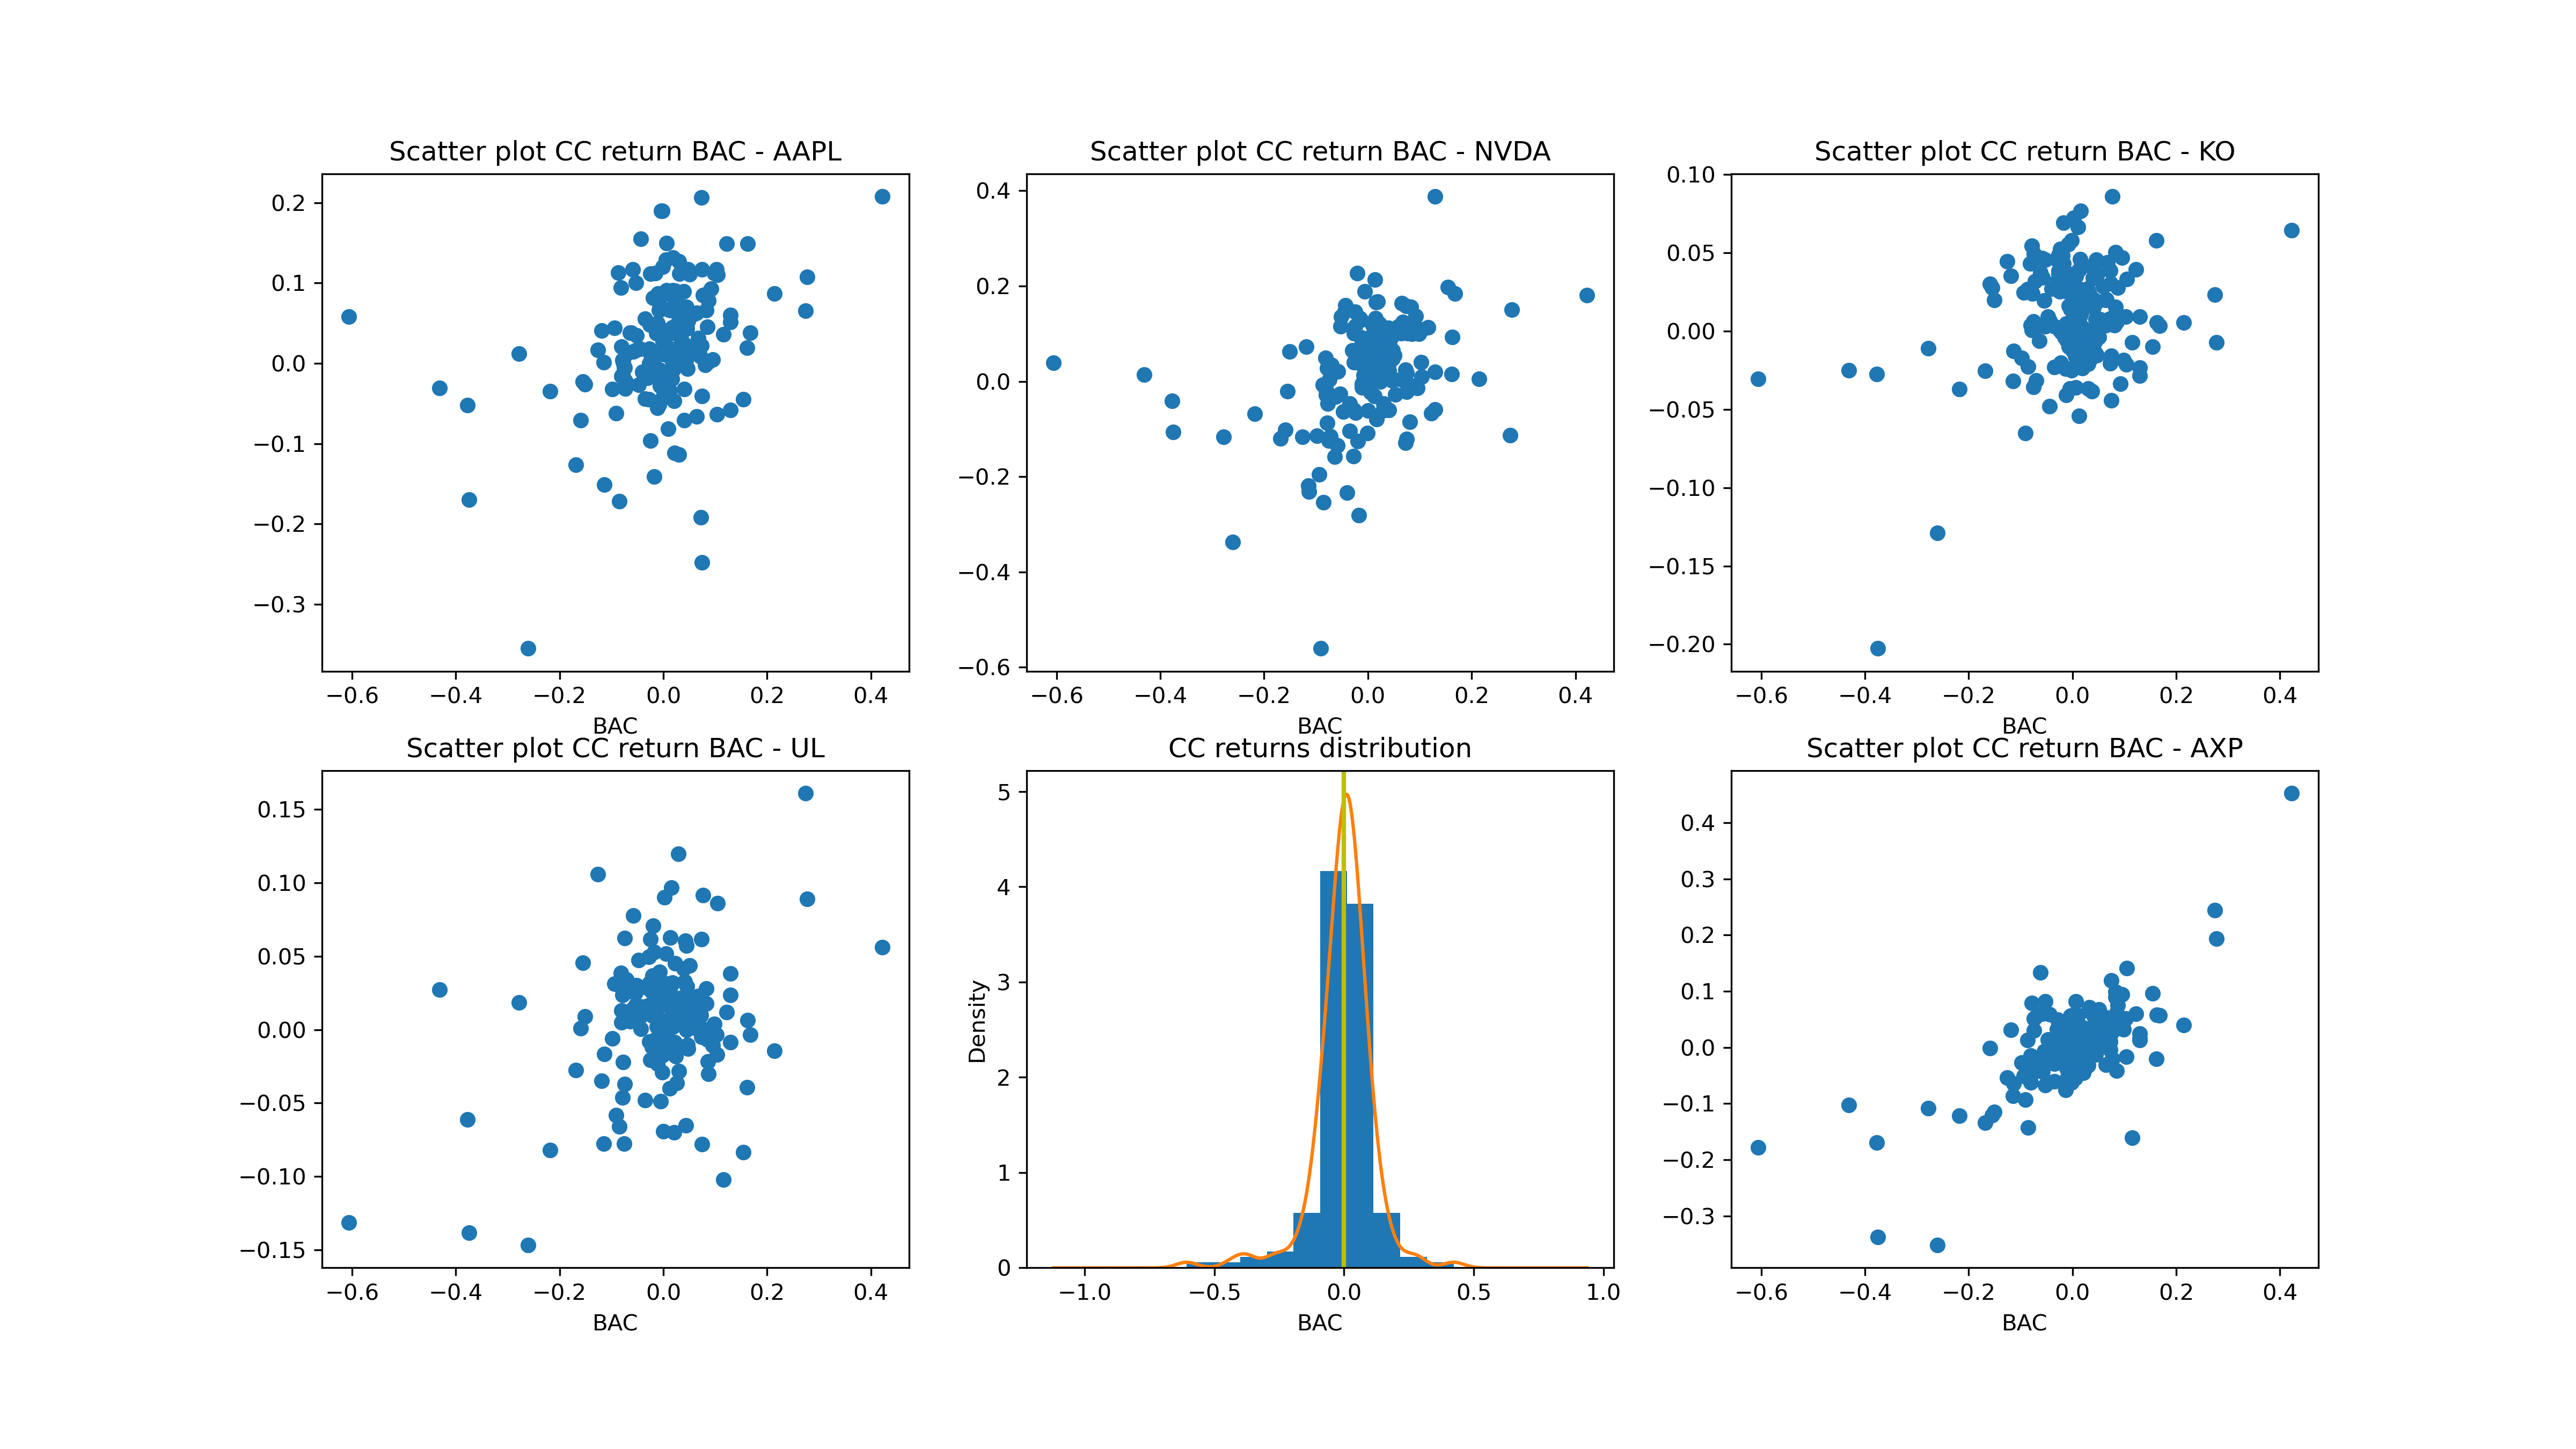 Scatter plot CC return BAC - AAPL
0.2
0.1
0.0
−0.1
−0.2
−0.3
−0.6 −0.4 −0.2 0.0 0.2 0.4
BAC
Scatter plot CC return BAC - NVDA
0.4
0.2
0.0
−0.2
−0.4
−0.6
−0.6 −0.4 −0.2 0.0 0.2 0.4
BAC
Scatter plot CC return BAC - KO
0.10
0.05
0.00
−0.05
−0.10
−0.15
−0.20
−0.6 −0.4 −0.2 0.0 0.2 0.4
BAC
Scatter plot CC return BAC - UL
0.15
0.10
0.05
0.00
−0.05
−0.10
−0.15
−0.6 −0.4 −0.2 0.0 0.2 0.4
BAC
CC returns distribution
Density
5
4
3
2
1
0
−1.0 −0.5 0.0 0.5 1.0
BAC
Scatter plot CC return BAC - AXP
0.4
0.3
0.2
0.1
0.0
−0.1
−0.2
−0.3
−0.6 −0.4 −0.2 0.0 0.2 0.4
BAC